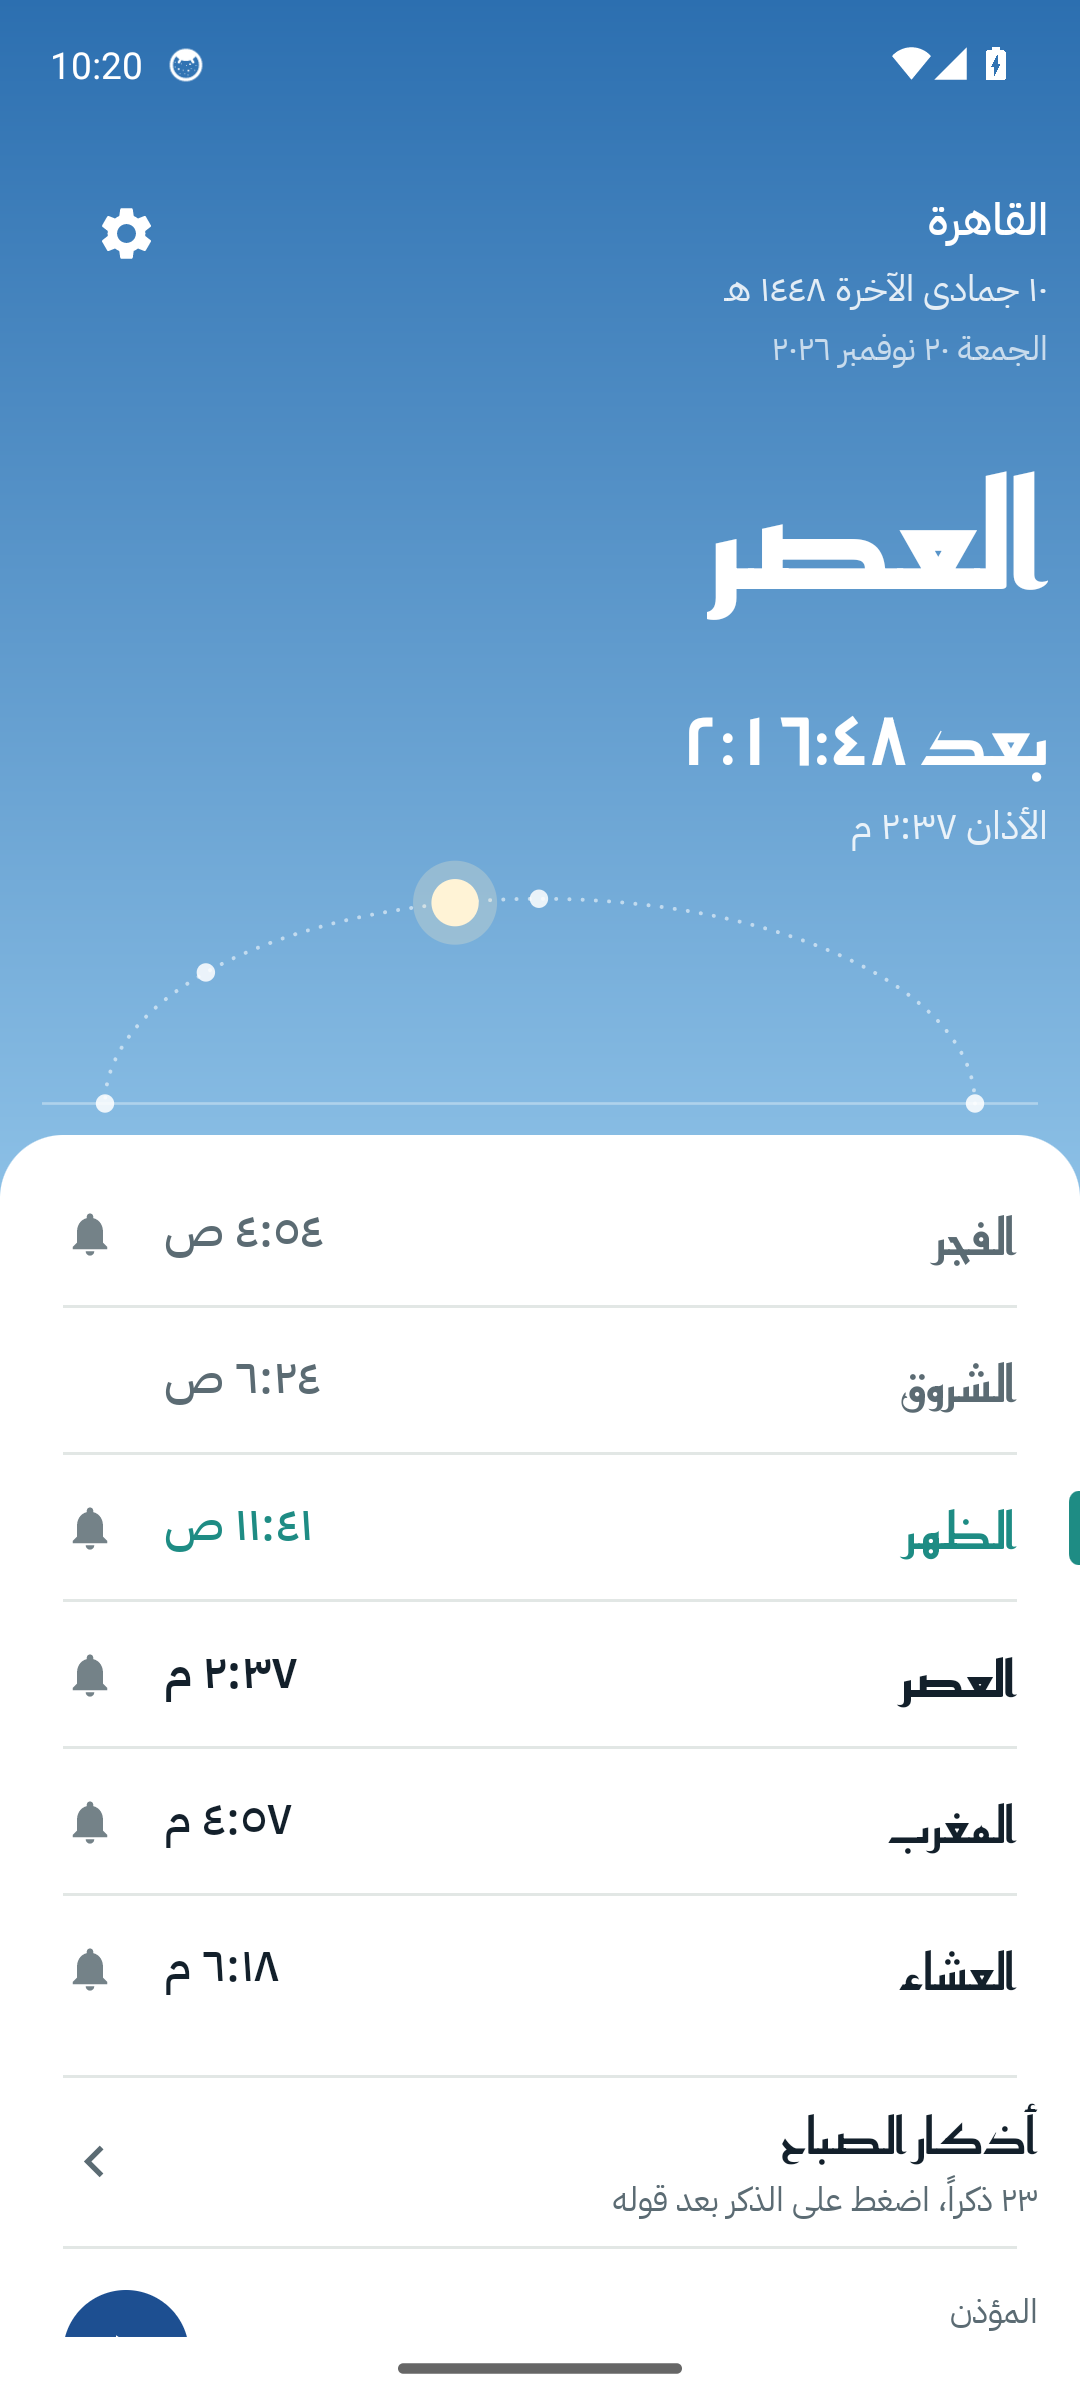 10:20
القاهرة
١٠ جمادى الآخرة ١٤٤٨ هـ
الجمعة ٢٠ نوفمبر ٢٠٢٦
العصر
بعد ٢:١٦:٤٨
الأذان ٢:٣٧ م
الفجر ٤:٥٤ ص
الشروق ٦:٢٤ ص
الظهر ١١:٤١ ص
العصر ٢:٣٧ م
المغرب ٤:٥٧ م
العشاء ٦:١٨ م
أذكار الصباح
٢٣ ذكراً، اضغط على الذكر بعد قوله
المؤذن